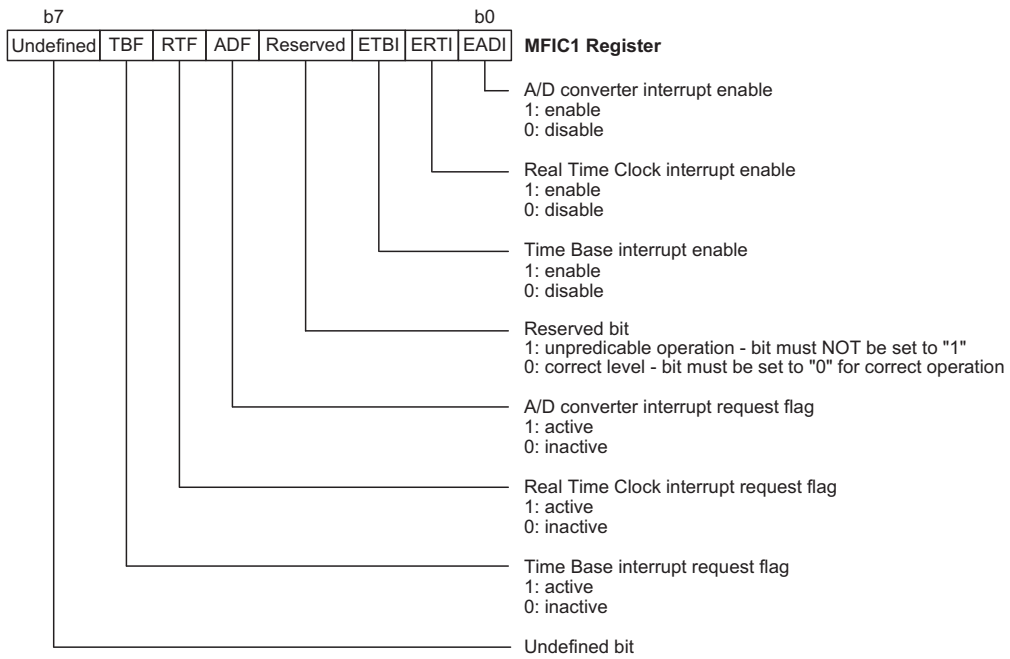 b7 b0
Undefined TBF RTF ADF Reserved ETBI ERTI EADI MFIC1 Register
A/D converter interrupt enable
1: enable
0: disable
Real Time Clock interrupt enable
1: enable
0: disable
Time Base interrupt enable
1: enable
0: disable
Reserved bit
1: unpredicable operation - bit must NOT be set to "1"
0: correct level - bit must be set to "0" for correct operation
A/D converter interrupt request flag
1: active
0: inactive
Real Time Clock interrupt request flag
1: active
0: inactive
Time Base interrupt request flag
1: active
0: inactive
Undefined bit